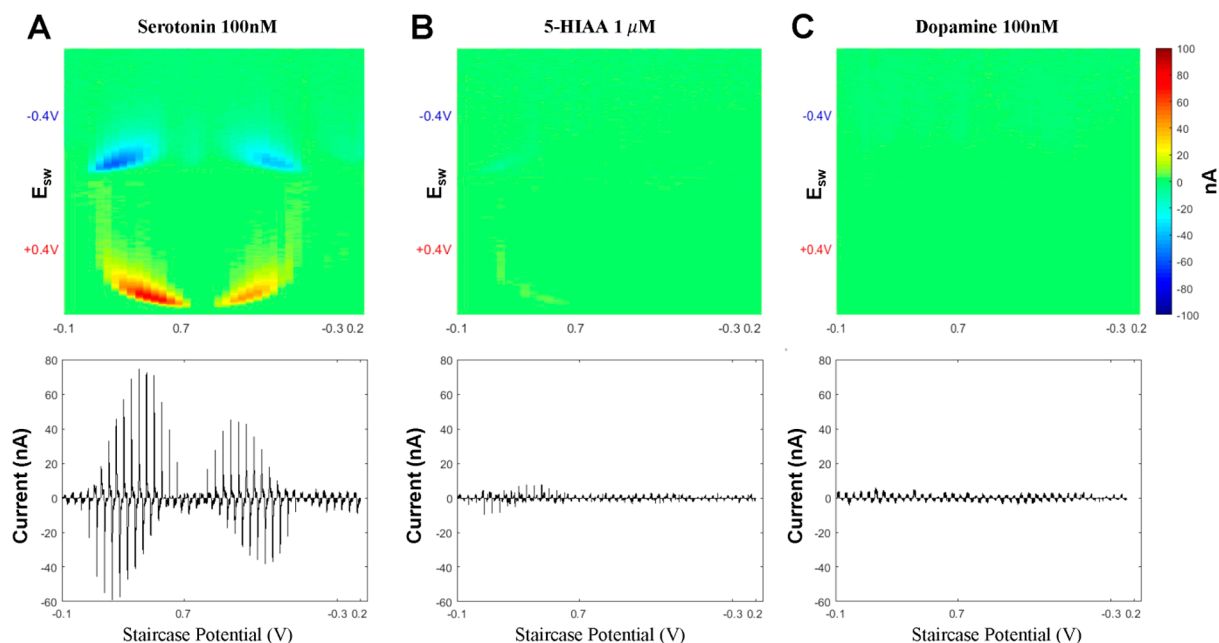 A
Serotonin 100nM
B
5-HIAA 1 μM
C
Dopamine 100nM
-0.4V
E_sw
+0.4V
-0.1
0.7
-0.3 0.2
-0.4V
E_sw
+0.4V
-0.1
0.7
-0.3 0.2
-0.4V
E_sw
+0.4V
-0.1
0.7
-0.3 0.2
100
80
60
40
20
0
-20
-40
-60
-80
-100
nA
80
60
40
20
0
-20
-40
-60
Current (nA)
-0.1
0.7
-0.3 0.2
Staircase Potential (V)
80
60
40
20
0
-20
-40
-60
Current (nA)
-0.1
0.7
-0.3 0.2
Staircase Potential (V)
80
60
40
20
0
-20
-40
-60
Current (nA)
-0.1
0.7
-0.3 0.2
Staircase Potential (V)